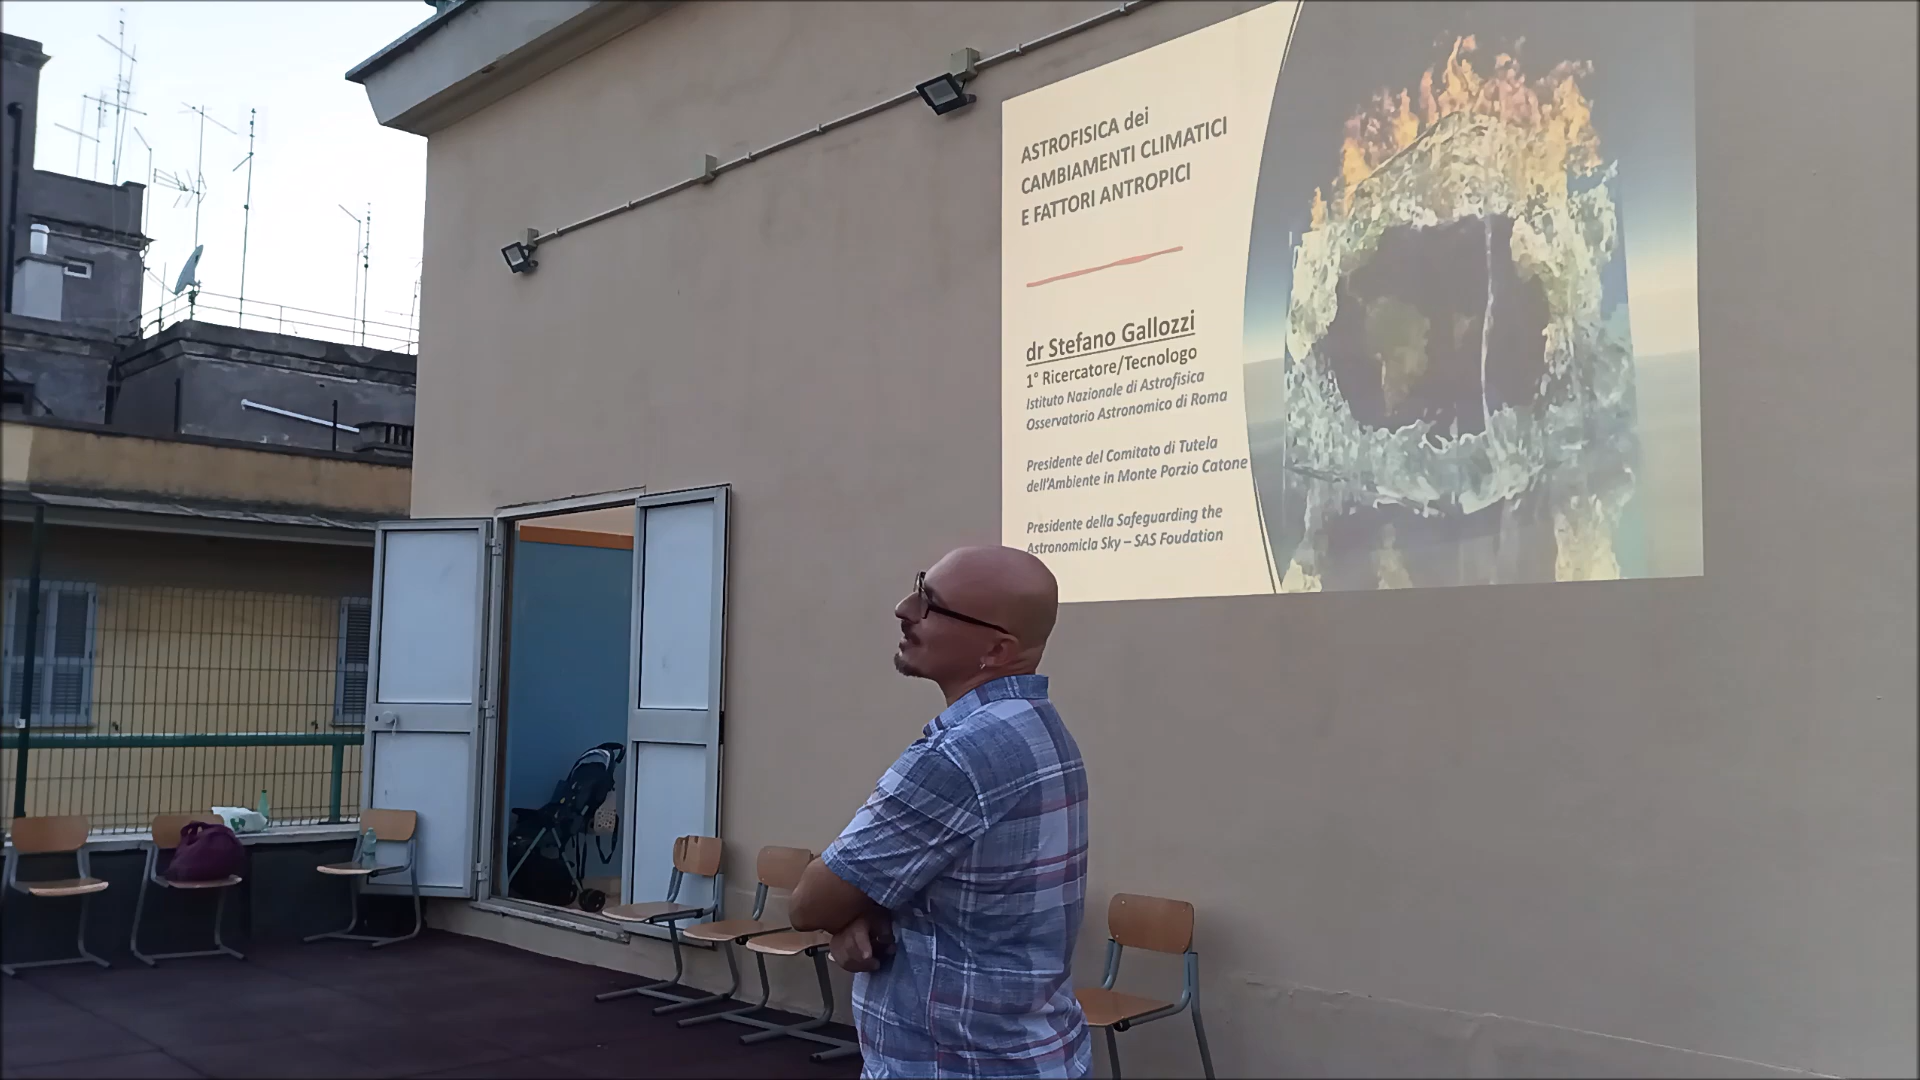 ASTROFISICA dei
CAMBIAMENTI CLIMATICI
E FATTORI ANTROPICI
dr Stefano Gallozzi
1° Ricercatore/Tecnologo
Istituto Nazionale di Astrofisica
Osservatorio Astronomico di Roma
Presidente del Comitato di Tutela
dell'Ambiente in Monte Porzio Catone
Presidente della Safeguarding the
Astronomicla Sky – SAS Foudation